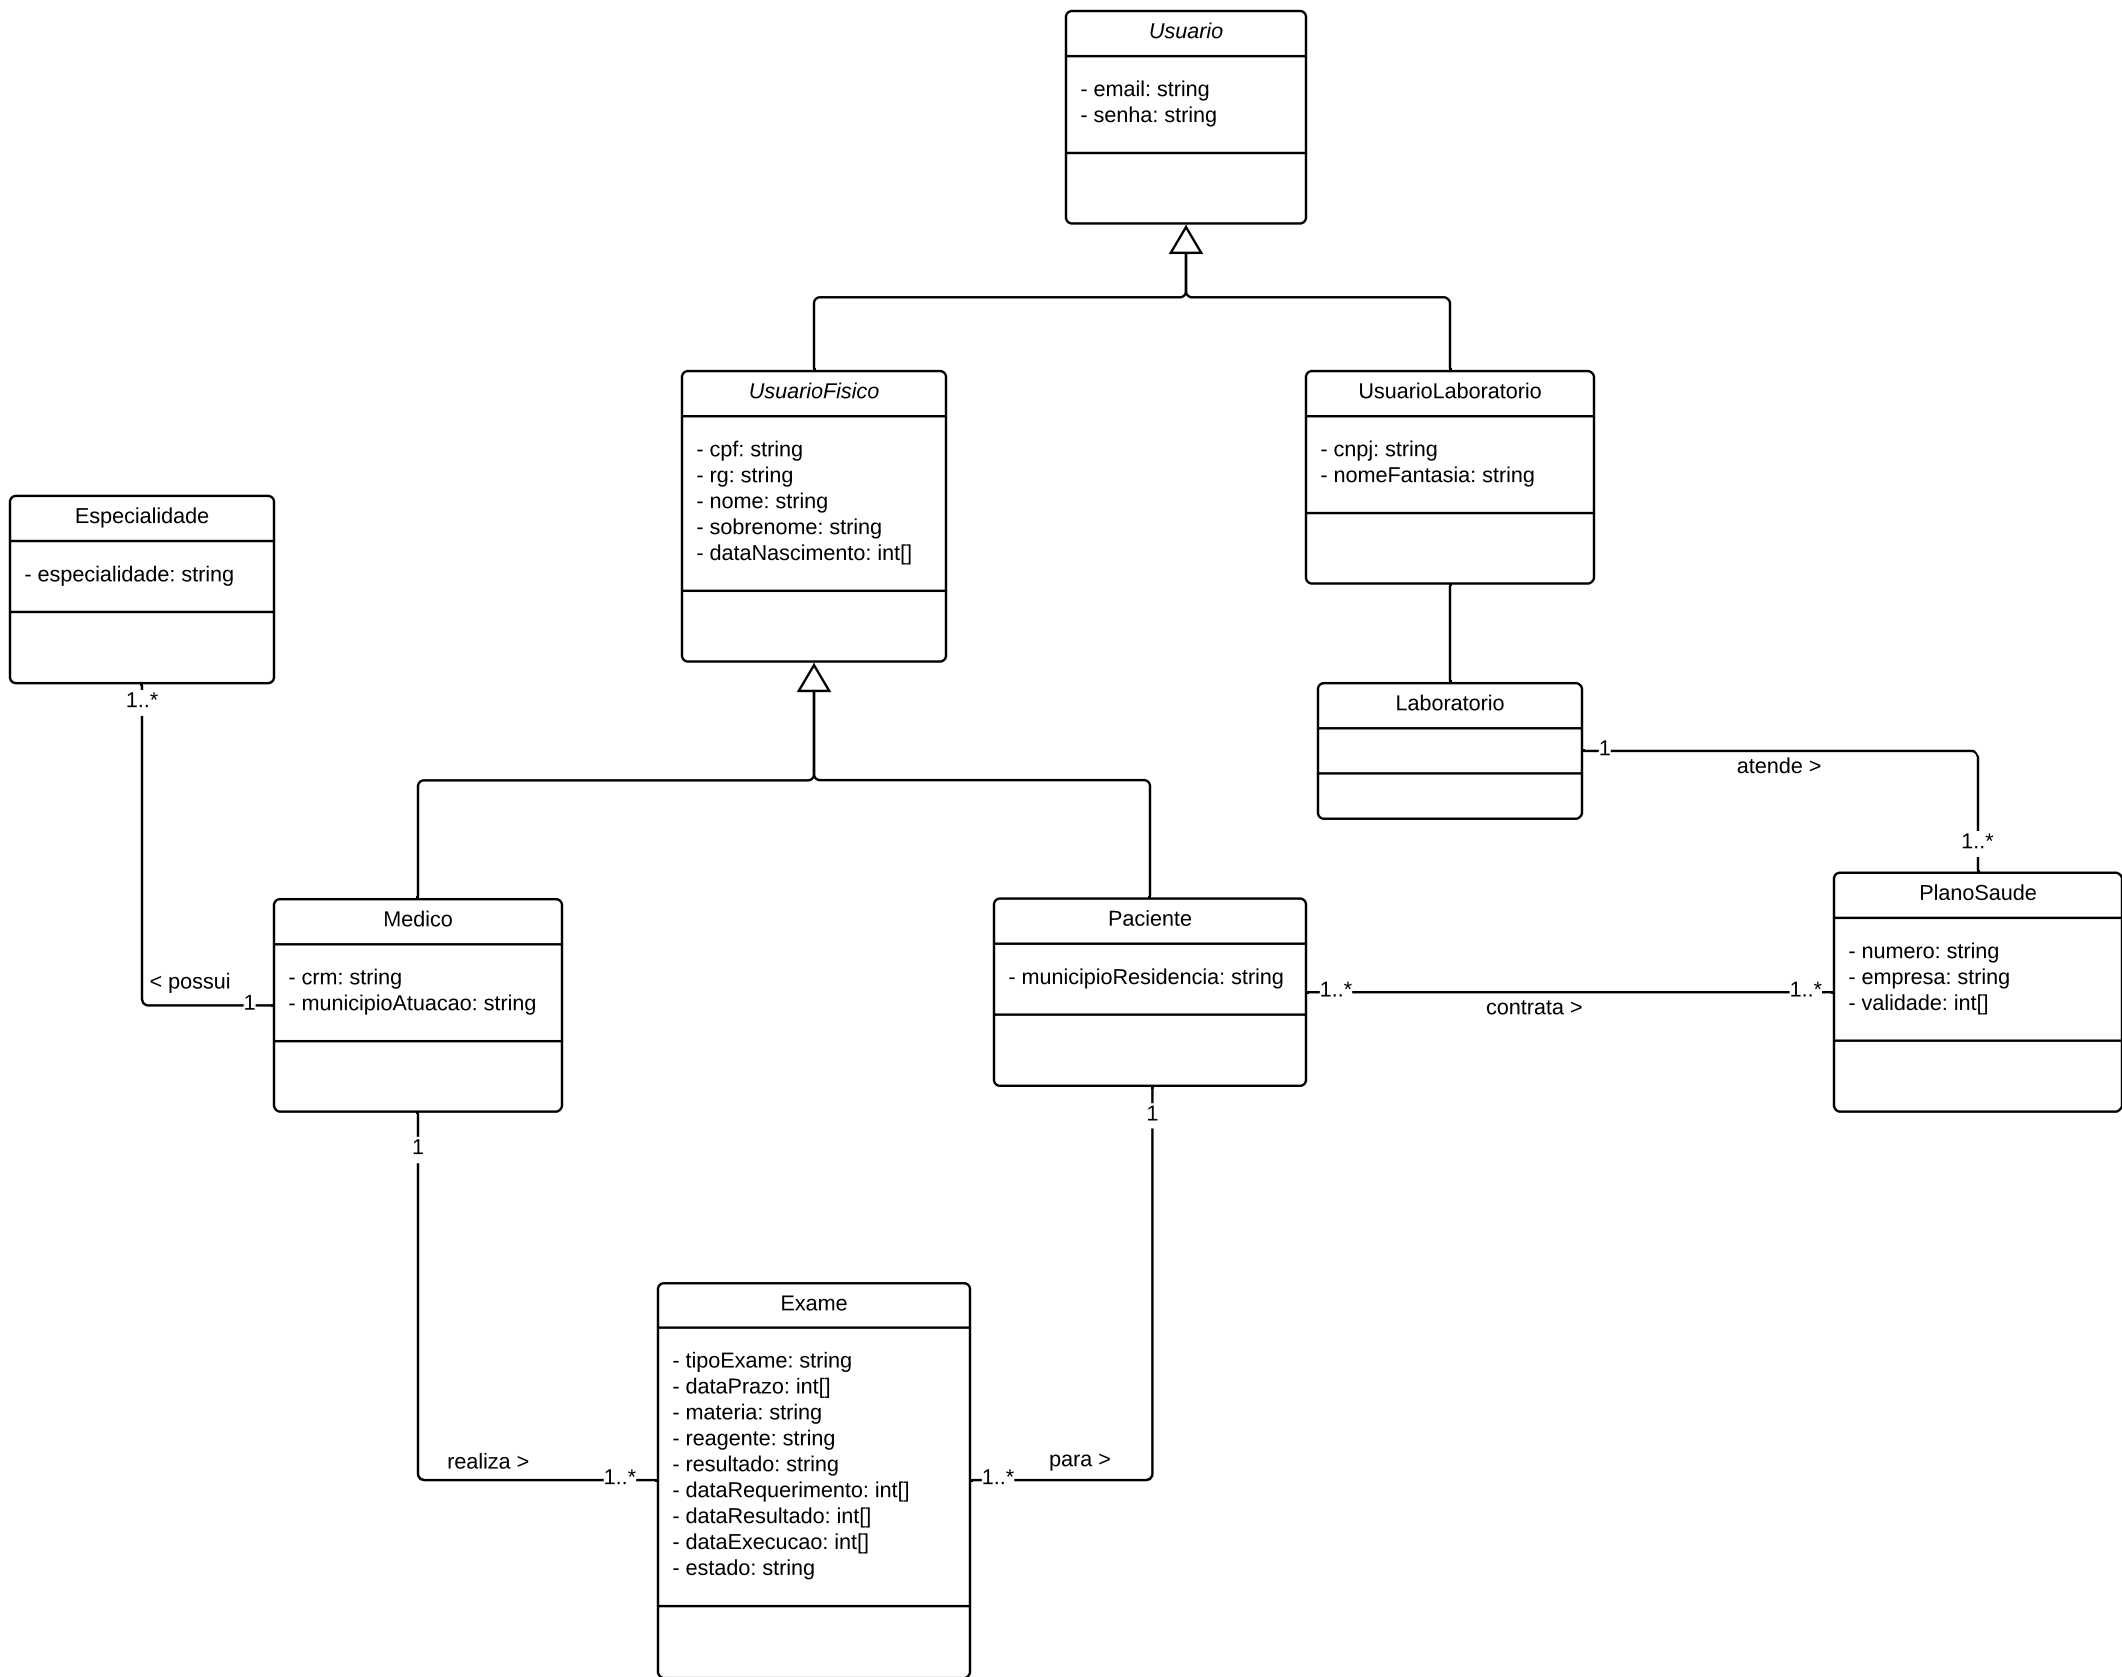 Usuario
- email: string
- senha: string
UsuarioFisico
- cpf: string
- rg: string
- nome: string
- sobrenome: string
- dataNascimento: int[]
UsuarioLaboratorio
- cnpj: string
- nomeFantasia: string
Especialidade
- especialidade: string
1..*
< possui
1
Laboratorio
1
atende >
1..*
Medico
- crm: string
- municipioAtuacao: string
1
Paciente
- municipioResidencia: string
1..*
contrata >
1..*
1
PlanoSaude
- numero: string
- empresa: string
- validade: int[]
Exame
- tipoExame: string
- dataPrazo: int[]
- materia: string
- reagente: string
- resultado: string
- dataRequerimento: int[]
- dataResultado: int[]
- dataExecucao: int[]
- estado: string
realiza >
1..*
1..*
para >